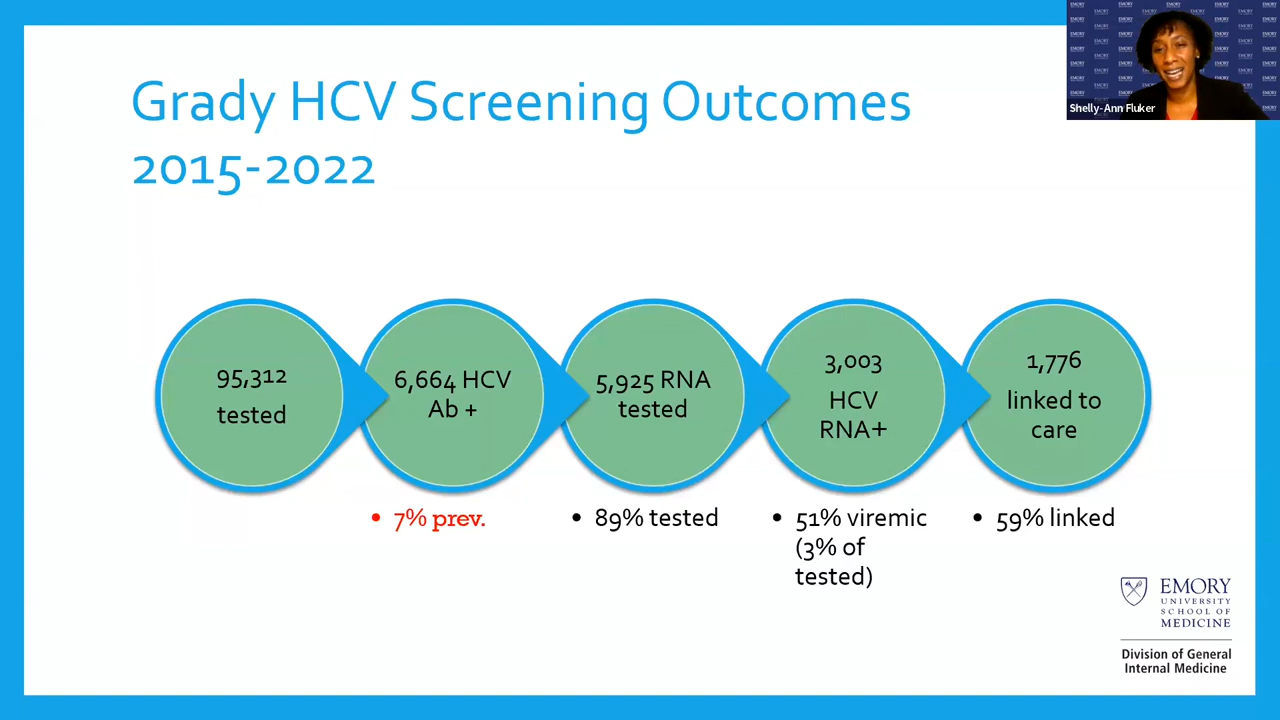 Grady HCV Screening Outcomes
2015-2022
Shelly-Ann Fluker
95,312
tested
6,664 HCV
Ab +
5,925 RNA
tested
3,003
HCV
RNA+
1,776
linked to
care
• 7% prev.
• 89% tested
• 51% viremic
(3% of
tested)
• 59% linked
EMORY
UNIVERSITY
SCHOOL OF
MEDICINE
Division of General
Internal Medicine